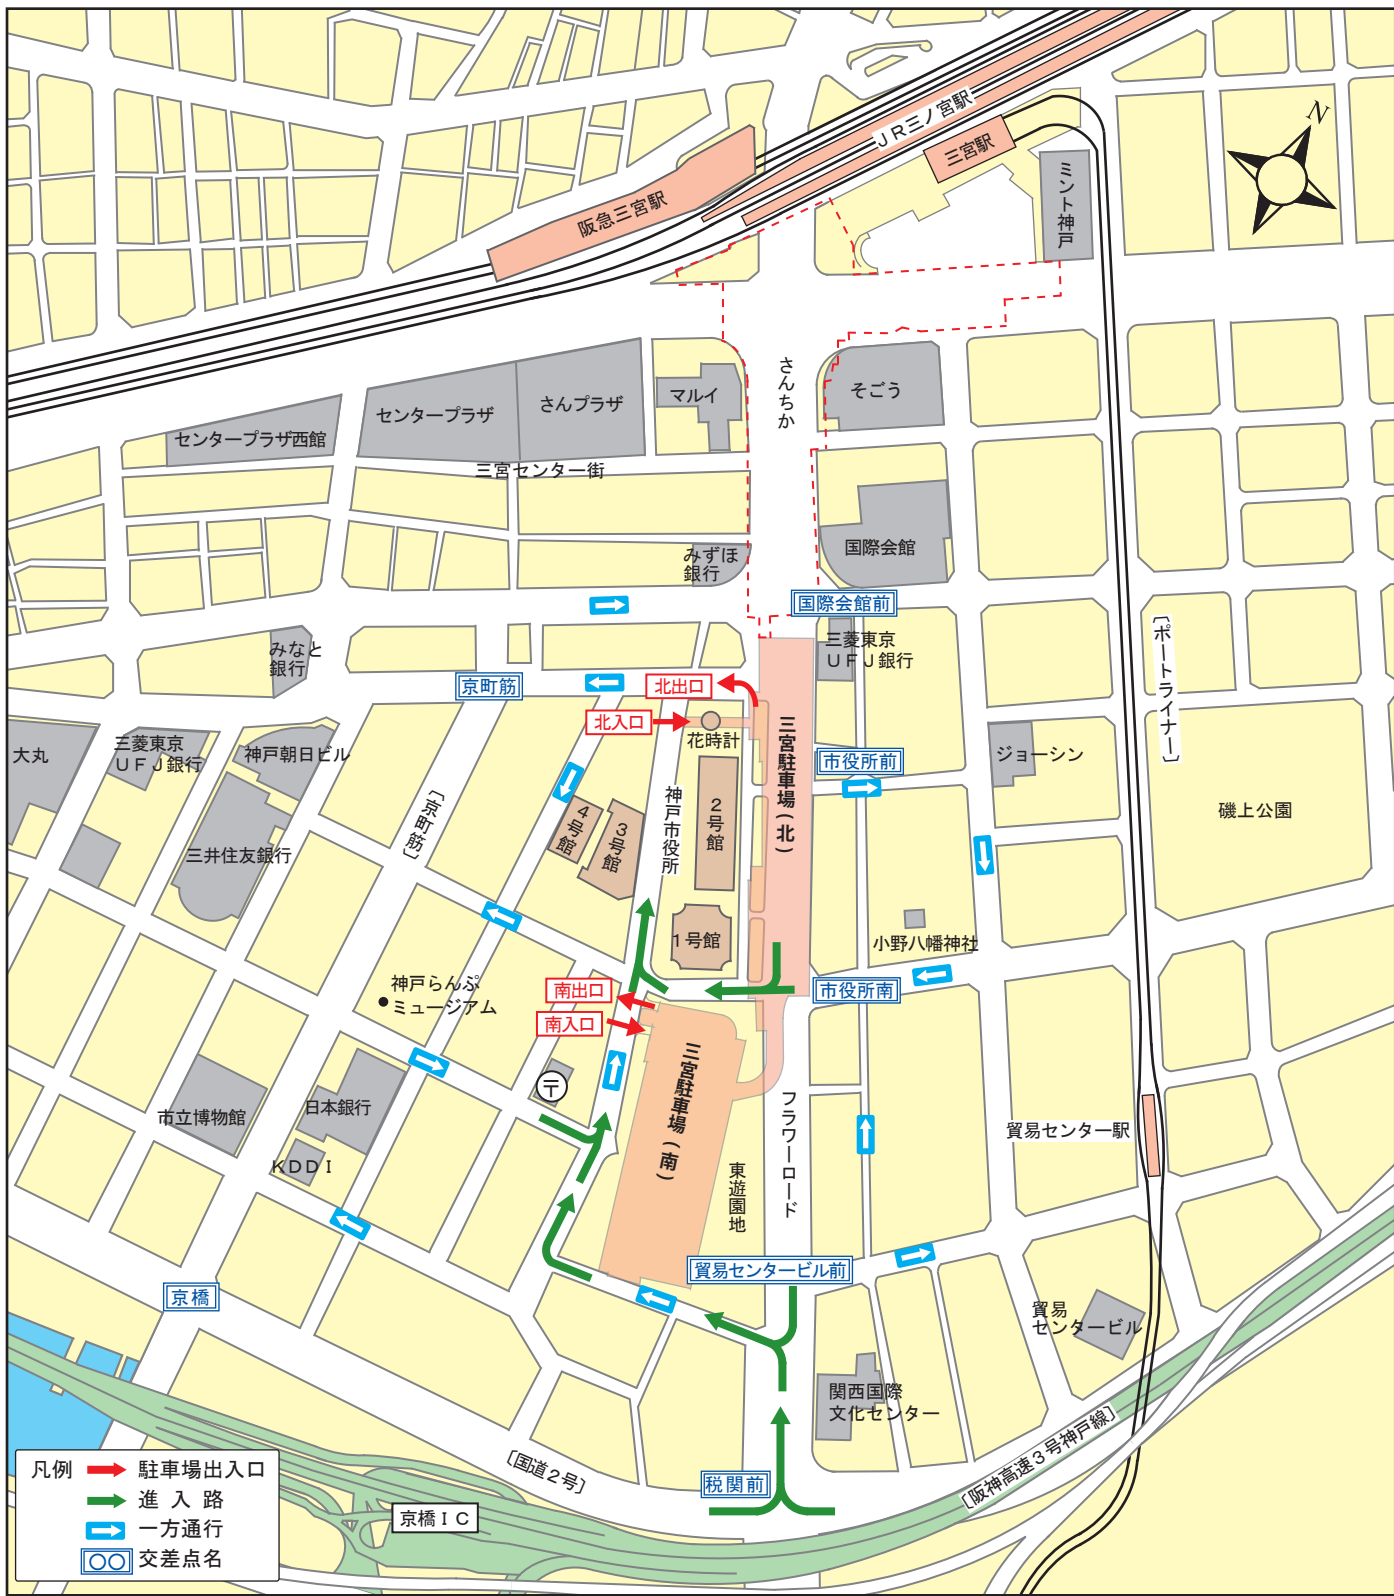 N
JR三ノ宮駅
三宮駅
ミント神戸
阪急三宮駅
さんちか
そごう
マルイ
さんプラザ
センタープラザ
センタープラザ西館
三宮センター街
国際会館
みずほ
銀行
国際会館前
三菱東京
UFJ銀行
みなと
銀行
京町筋
北出口
北入口
花時計
三宮駐車場(北)
市役所前
ジョーシン
〔ポートライナー〕
大丸
三菱東京
UFJ銀行
神戸朝日ビル
〔京町筋〕
三井住友銀行
4号館
3号館
神戸市役所
2号館
1号館
磯上公園
小野八幡神社
市役所南
神戸らんぷ
ミュージアム
南出口
南入口
〒
三宮駐車場(南)
フラワーロード
東遊園地
貿易センター駅
市立博物館
日本銀行
KDDI
貿易センタービル前
京橋
貿易
センタービル
関西国際
文化センター
〔国道2号〕
税関前
〔阪神高速3号神戸線〕
京橋IC
凡例
駐車場出入口
進入路
一方通行
○○ 交差点名